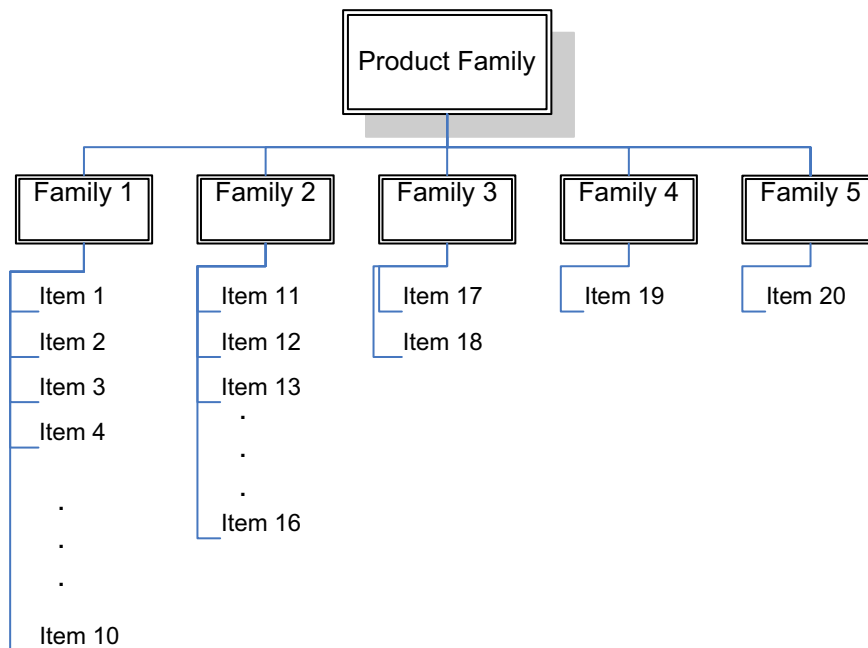 Product Family
Family 1
Family 2
Family 3
Family 4
Family 5
Item 1
Item 2
Item 3
Item 4
.
.
.
Item 10
Item 11
Item 12
Item 13
.
.
.
Item 16
Item 17
Item 18
Item 19
Item 20